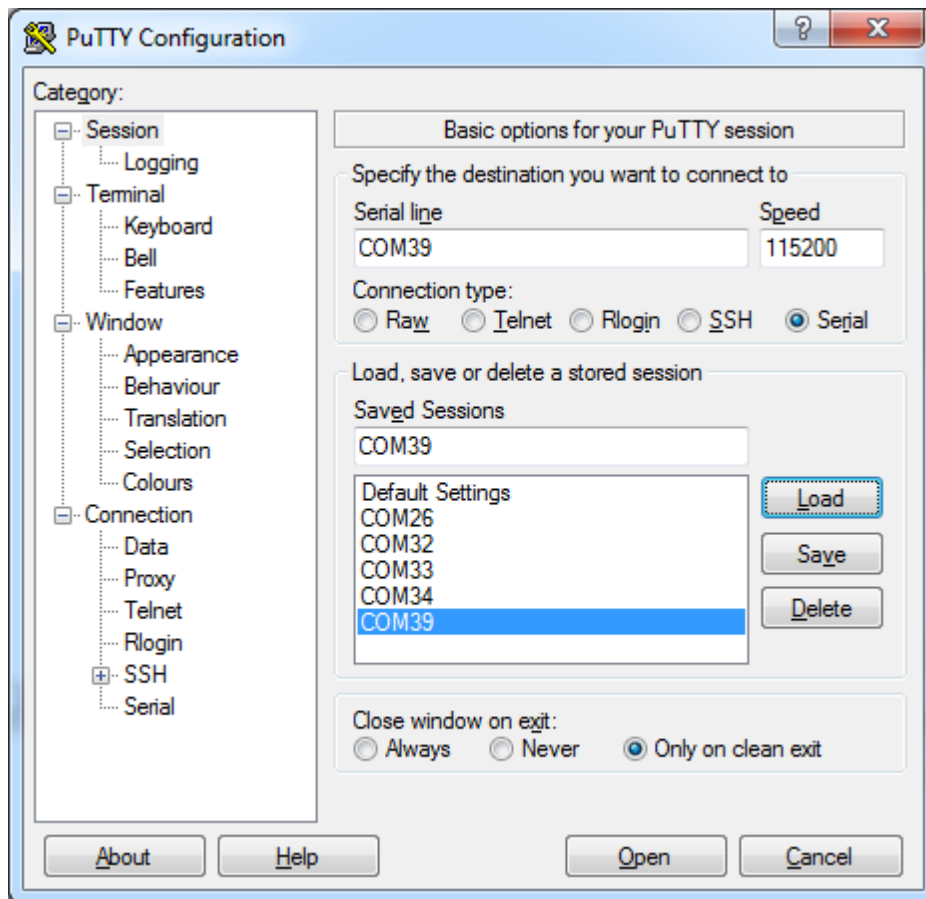 PuTTY Configuration
Category:
Session
Logging
Terminal
Keyboard
Bell
Features
Window
Appearance
Behaviour
Translation
Selection
Colours
Connection
Data
Proxy
Telnet
Rlogin
SSH
Serial
Basic options for your PuTTY session
Specify the destination you want to connect to
Serial line Speed
COM39 115200
Connection type:
Raw Telnet Rlogin SSH Serial
Load, save or delete a stored session
Saved Sessions
COM39
Default Settings
COM26
COM32
COM33
COM34
COM39
Load
Save
Delete
Close window on exit:
Always Never Only on clean exit
About Help Open Cancel